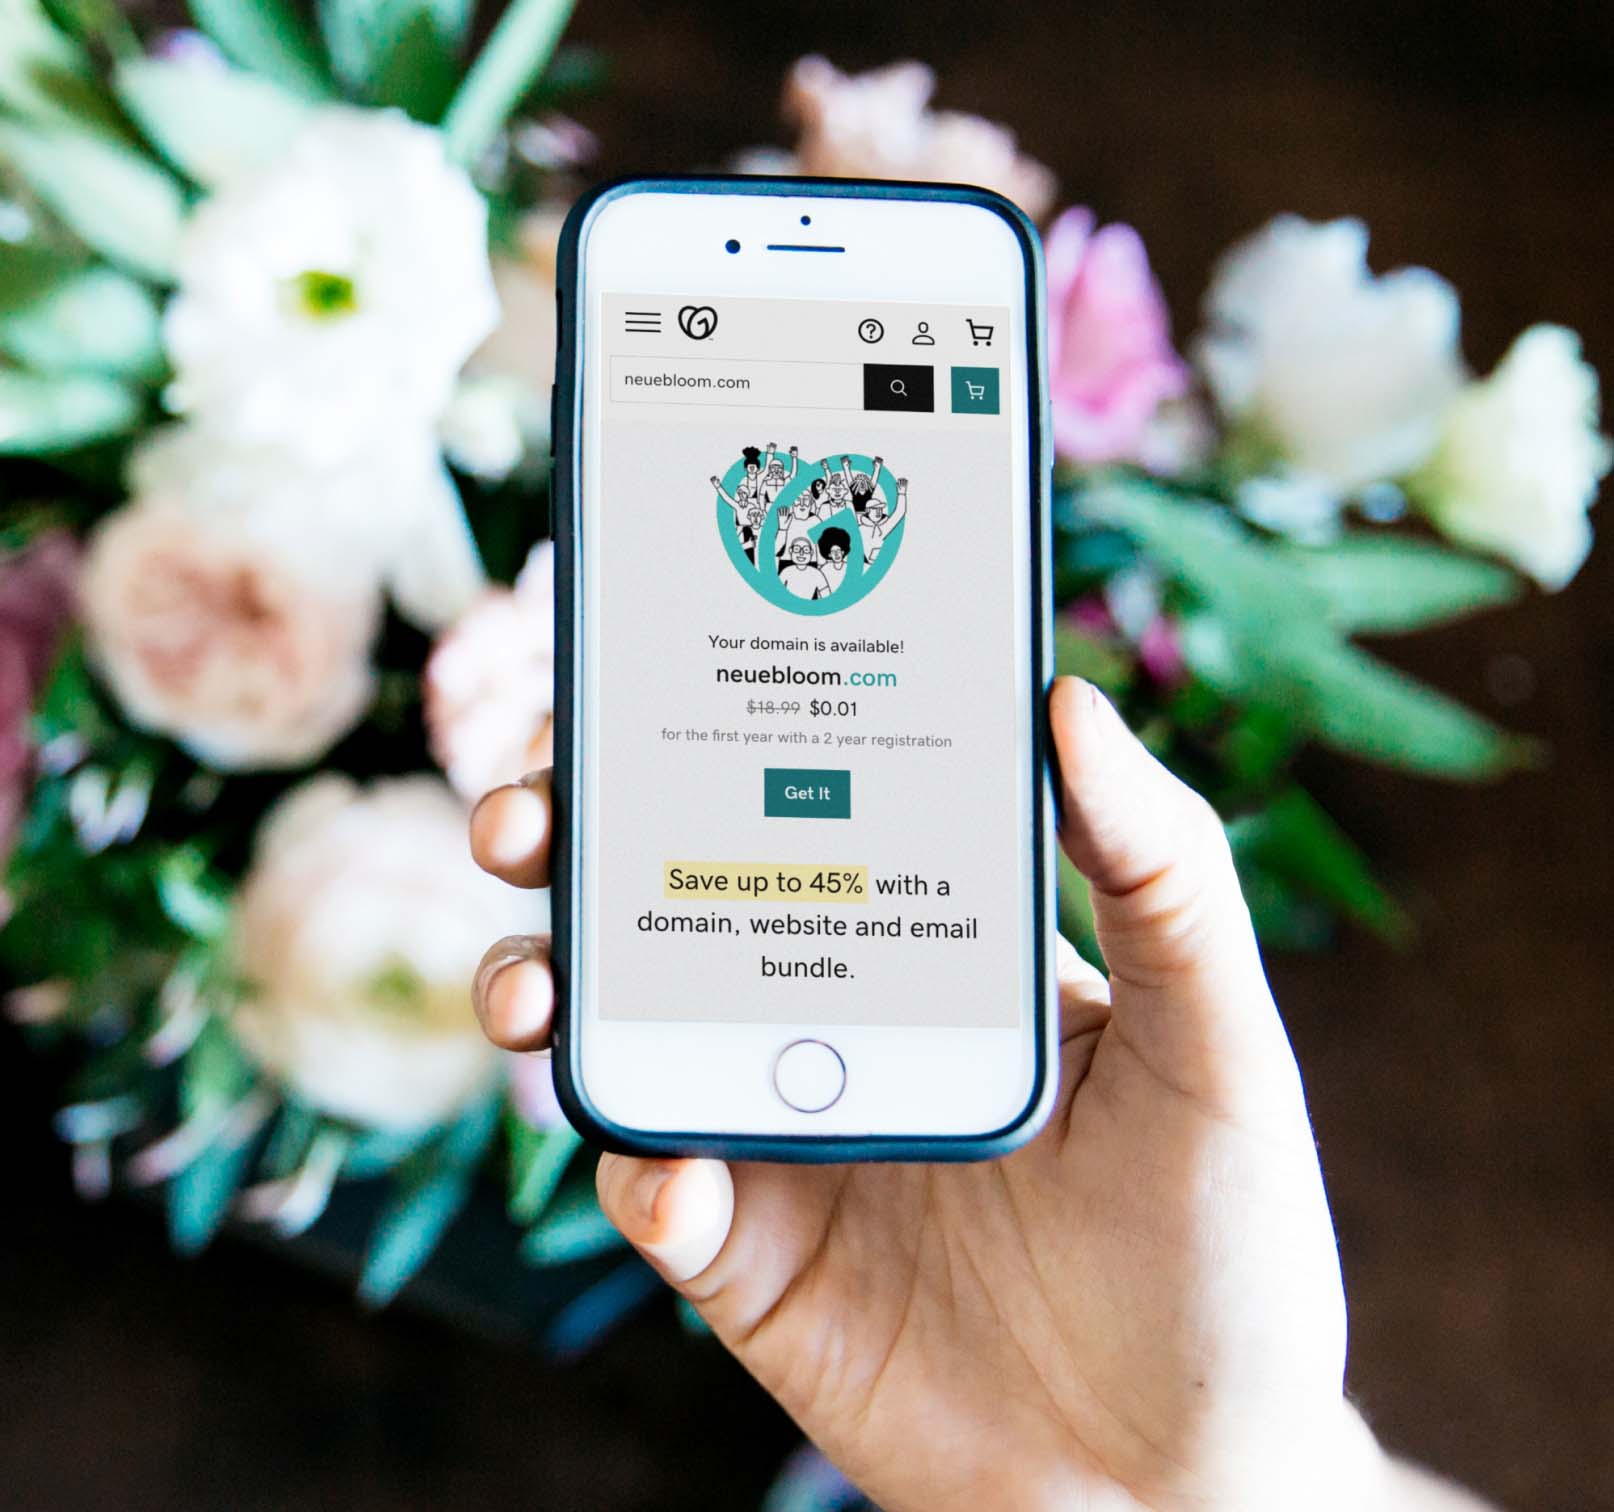 neuebloom.com
Your domain is available!
neuebloom.com
$18.99 $0.01
for the first year with a 2 year registration
Get It
Save up to 45% with a
domain, website and email
bundle.